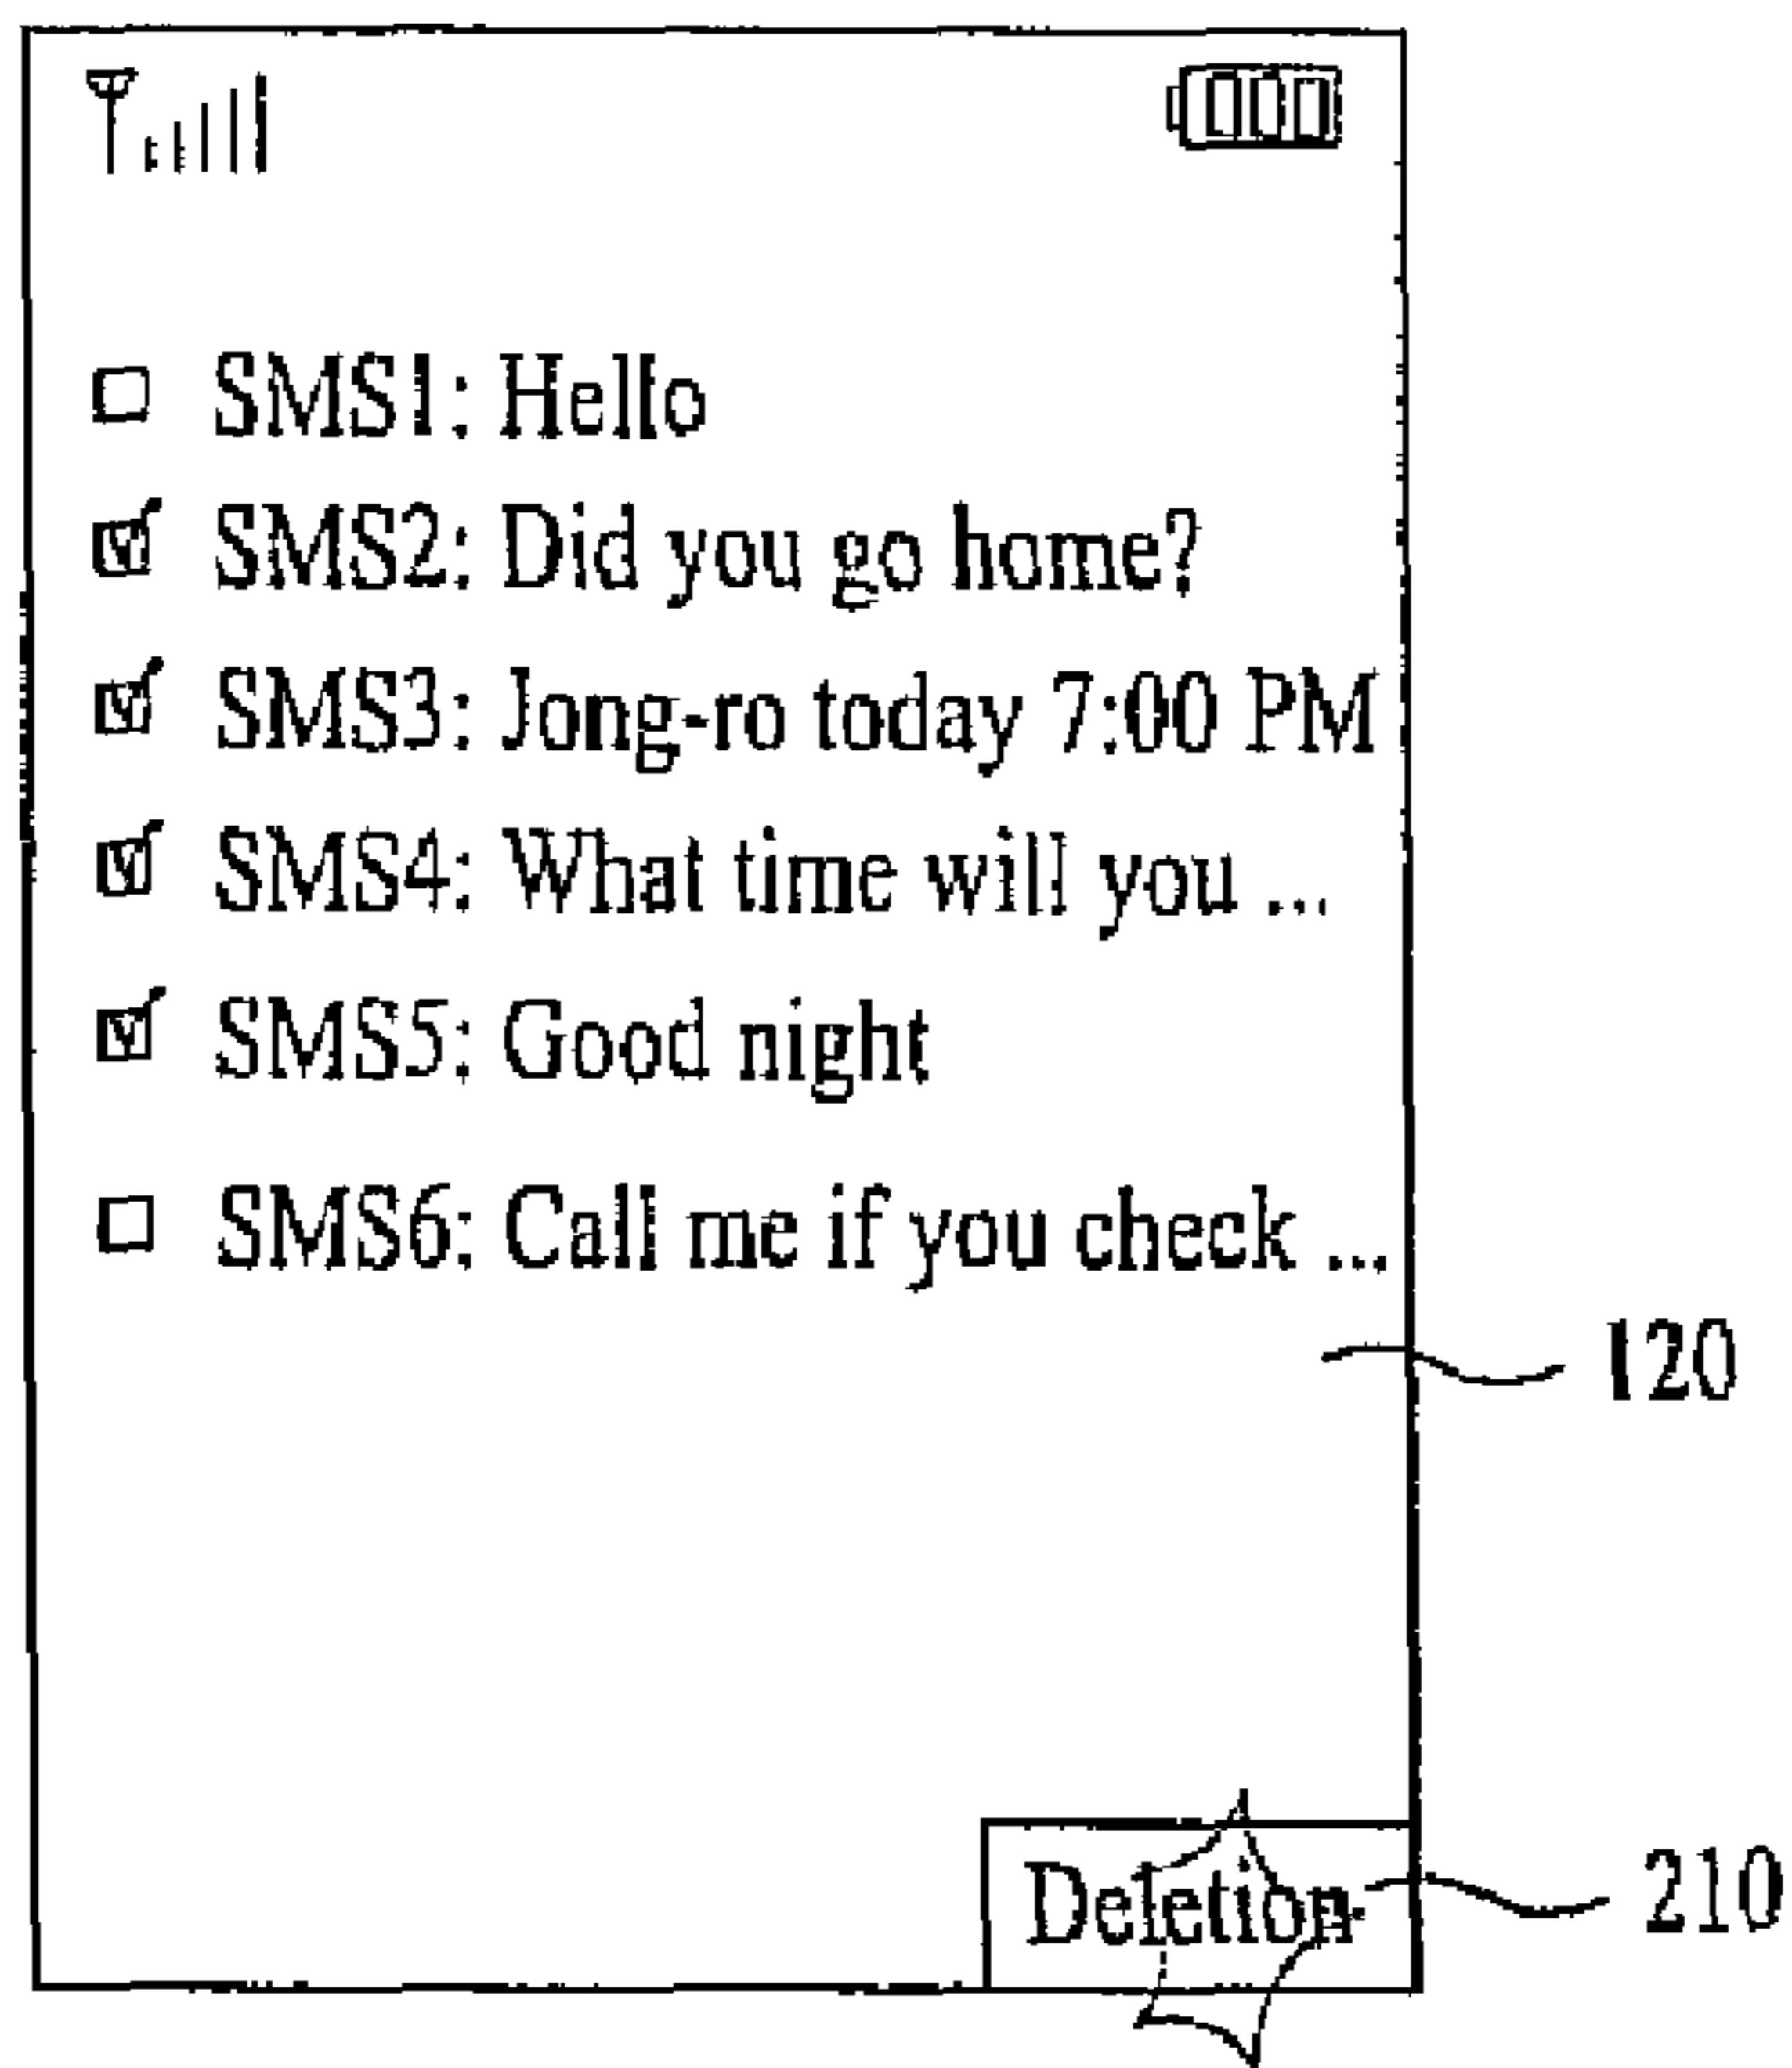 SMS1: Hello
SMS2: Did you go home?
SMS3: Jong-ro today 7:00 PM
SMS4: What time will you ...
SMS5: Good night
SMS6: Call me if you check ...
120
Deletion
210